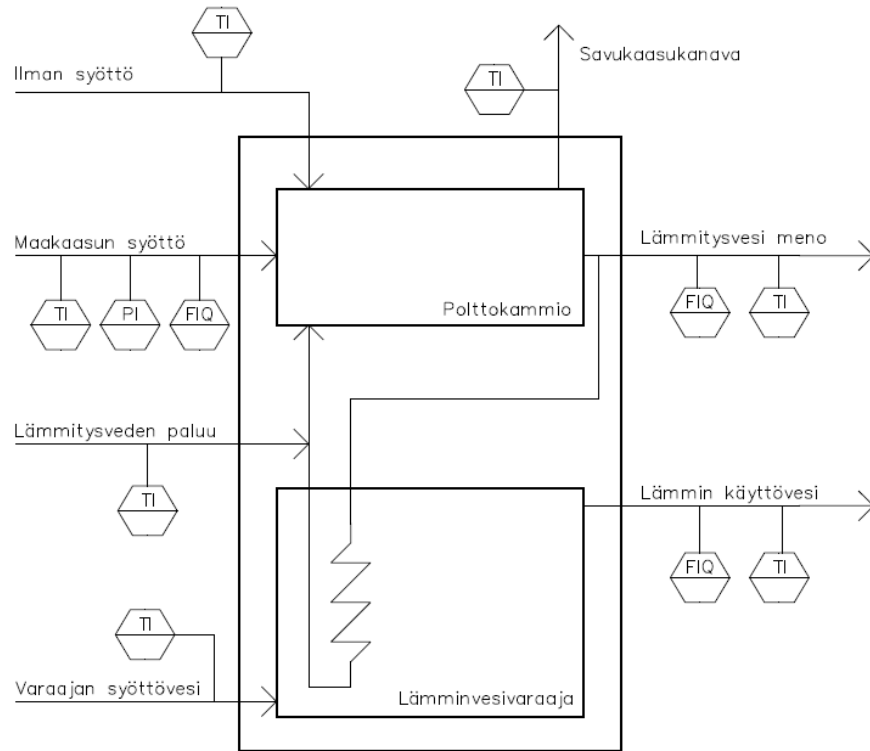 TI
Ilman syöttö
Savukaasukanava
TI
Maakaasun syöttö
Lämmitysvesi meno
TI
PI
FIQ
Polttokammio
FIQ
TI
Lämmitysveden paluu
TI
Lämmin käyttövesi
FIQ
TI
TI
Varaajan syöttövesi
Lämminvesivaraaja